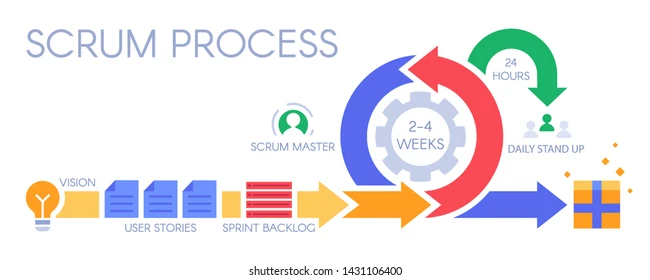 SCRUM PROCESS
24
HOURS
SCRUM MASTER
2-4
WEEKS
DAILY STAND UP
VISION
USER STORIES
SPRINT BACKLOG
shutterstock.com · 1431106400